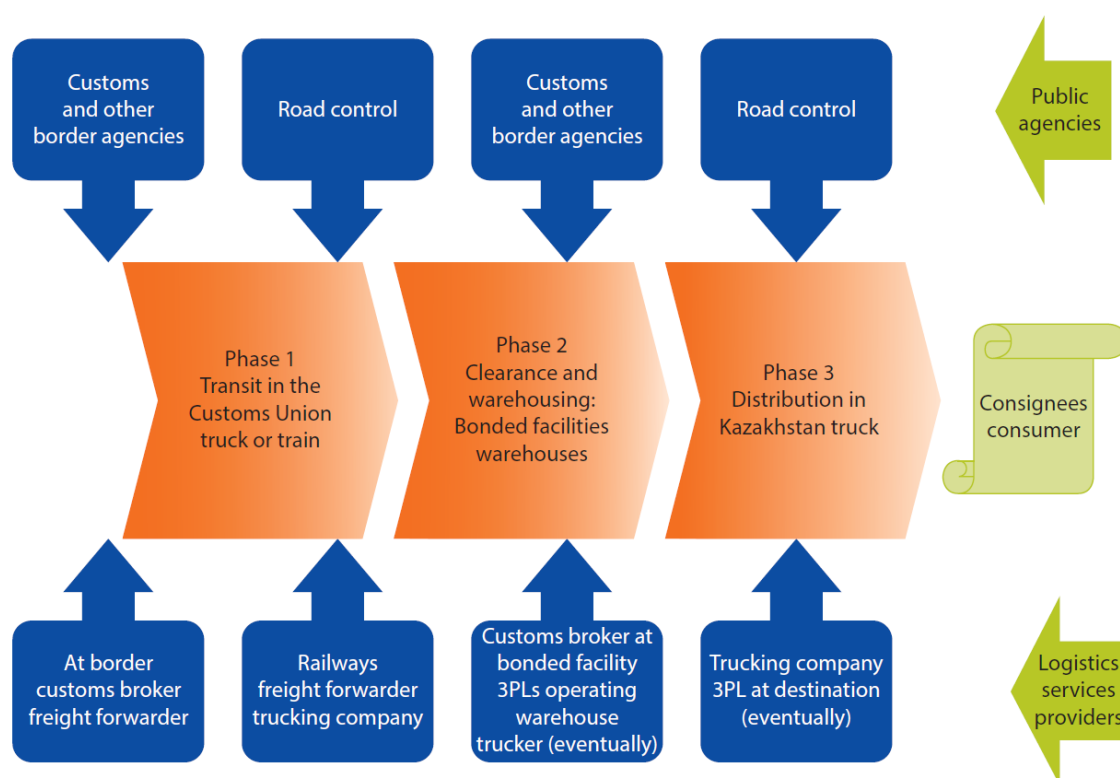 Customs
and other
border agencies
Road control
Customs
and other
border agencies
Road control
Public
agencies
Phase 1
Transit in the
Customs Union
truck or train
Phase 2
Clearance and
warehousing:
Bonded facilities
warehouses
Phase 3
Distribution in
Kazakhstan truck
Consignees
consumer
At border
customs broker
freight forwarder
Railways
freight forwarder
trucking company
Customs broker at
bonded facility
3PLs operating
warehouse
trucker (eventually)
Trucking company
3PL at destination
(eventually)
Logistics
services
providers